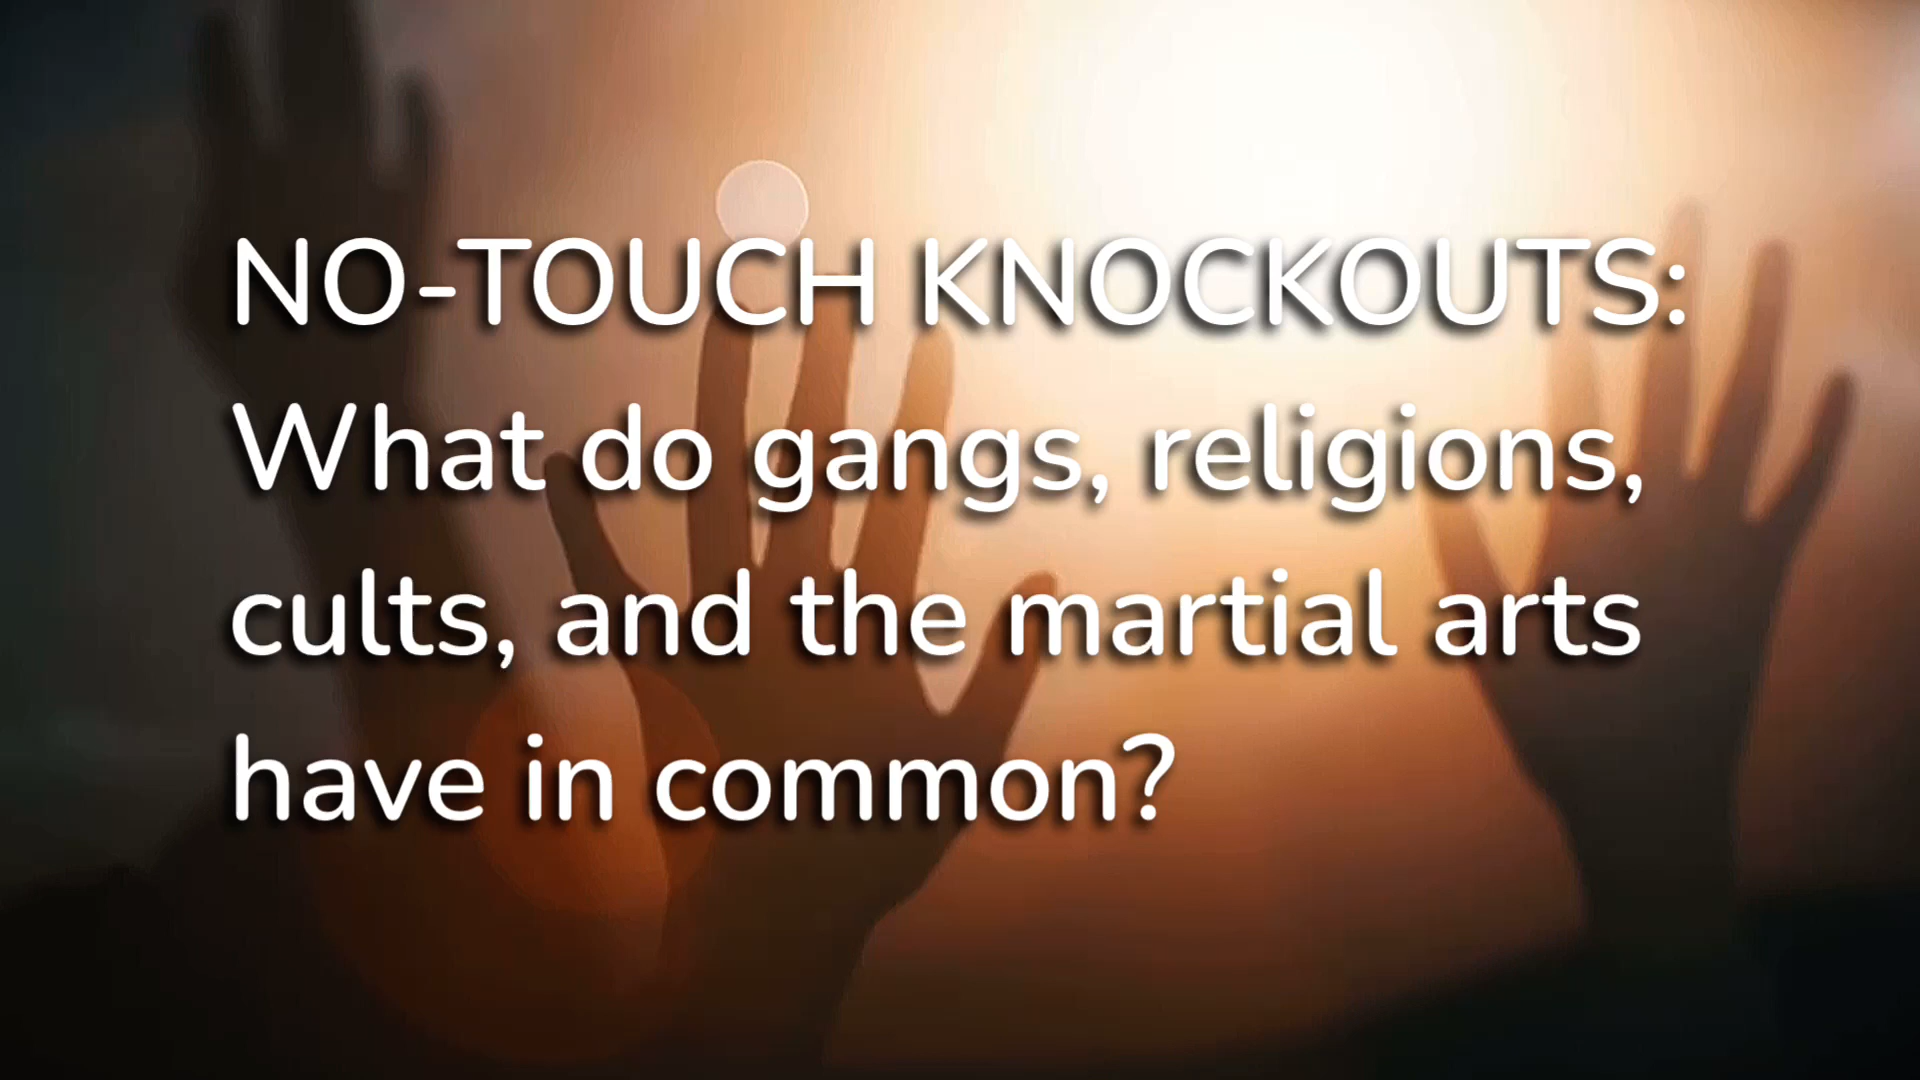 NO-TOUCH KNOCKOUTS:
What do gangs, religions,
cults, and the martial arts
have in common?